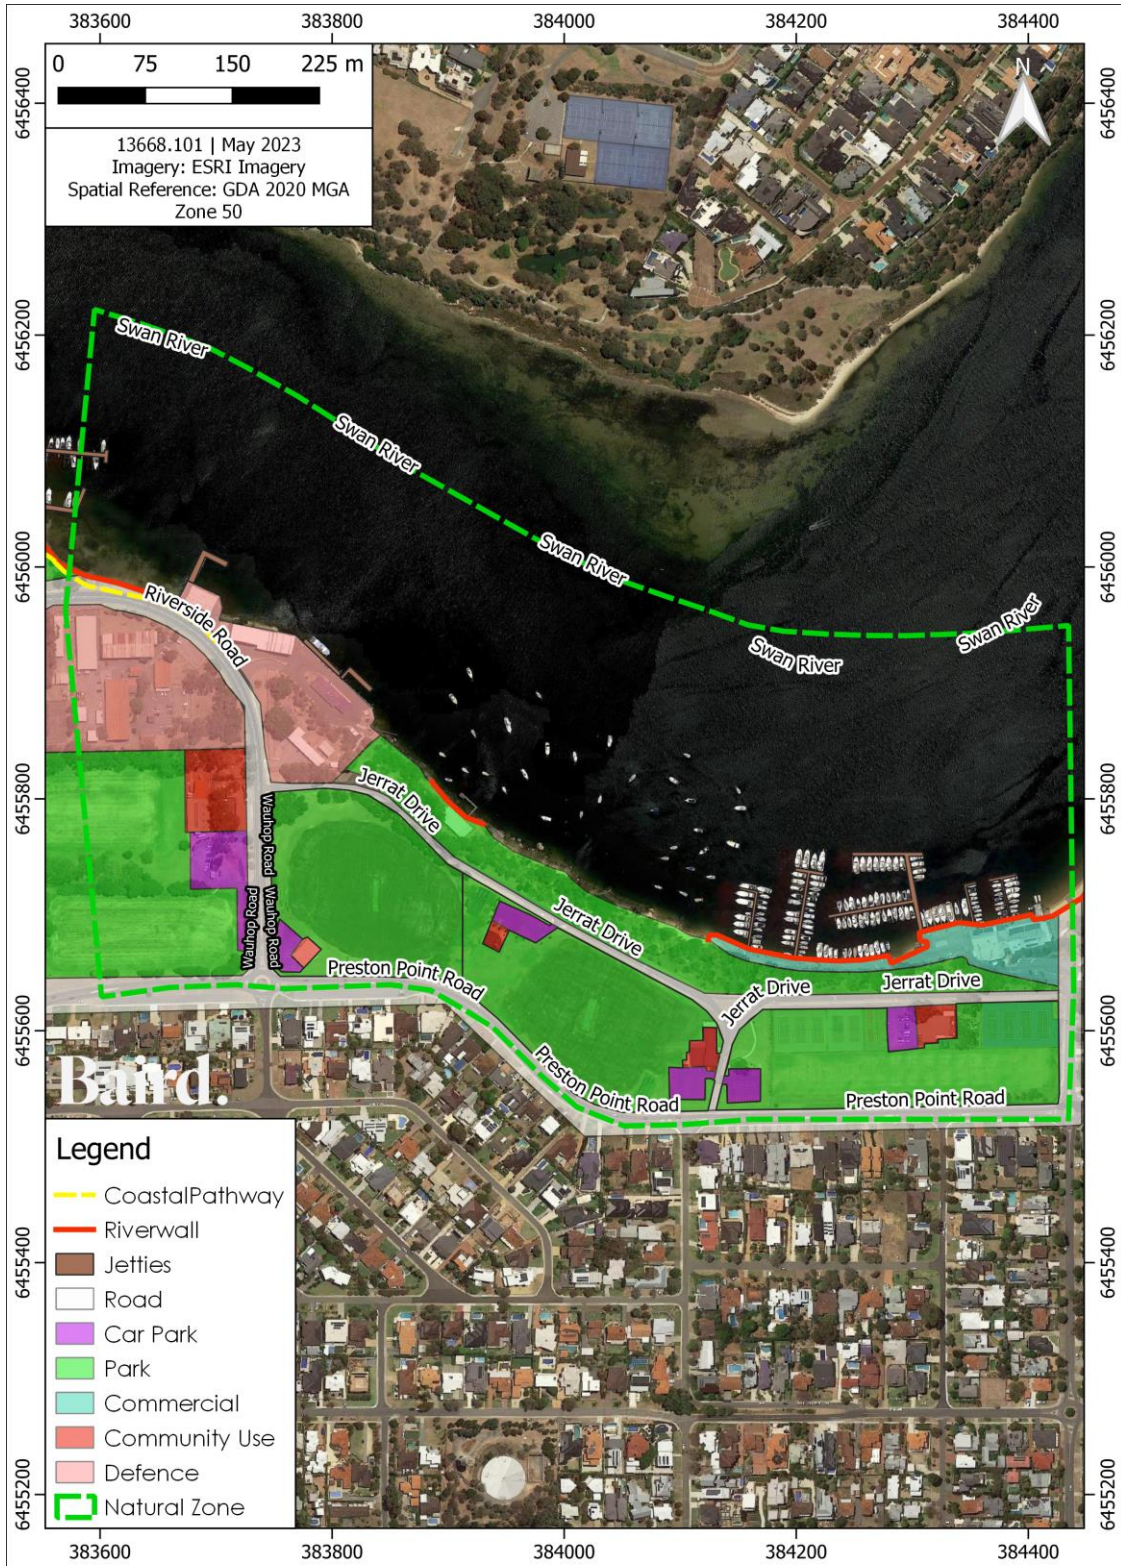 383600 383800 384000 384200 384400
0 75 150 225 m
13668.101 | May 2023
Imagery: ESRI Imagery
Spatial Reference: GDA 2020 MGA
Zone 50
N
6456400
6456400
6456200
6456200
Swan River
Swan River
Swan River
Swan River
Swan River
6456000
6456000
Riverside Road
6455800
6455800
Jerrat Drive
Wauhop Road
Wauhop Road
Wauhop Road
Jerrat Drive
Preston Point Road
Jerrat Drive
Jerrat Drive
6455600
6455600
Preston Point Road
Preston Point Road
Baird.
Legend
CoastalPathway
Riverwall
Jetties
Road
Car Park
Park
Commercial
Community Use
Defence
Natural Zone
6455400
6455400
6455200
6455200
383600 383800 384000 384200 384400